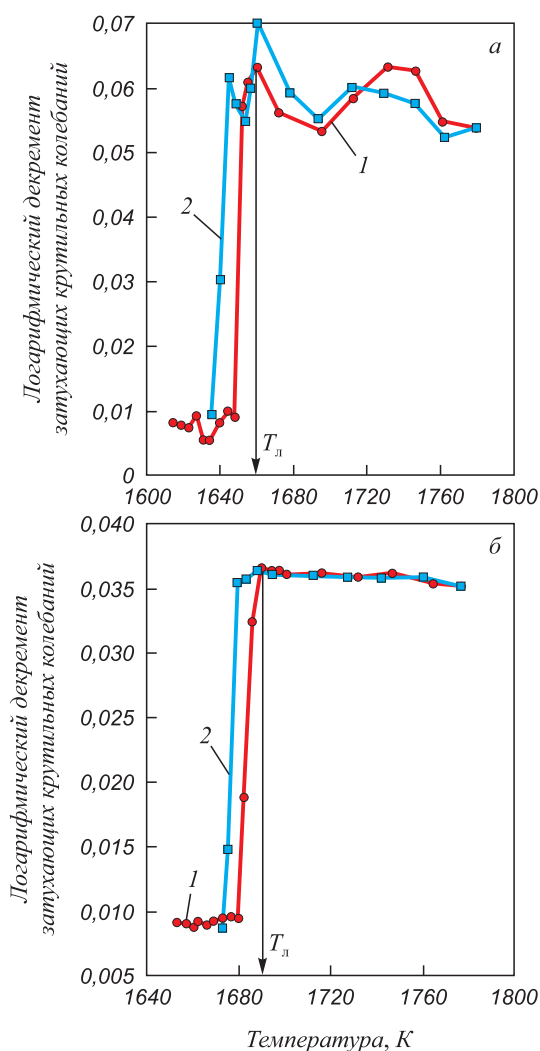 Логарифмический декремент
затухающих крутильных колебаний
а
0,07
0,06
0,05
0,04
0,03
0,02
0,01
0
1
2
Tл
1600 1640 1680 1720 1760 1800
Логарифмический декремент
затухающих крутильных колебаний
б
0,040
0,035
0,030
0,025
0,020
0,015
0,010
0,005
2
1
Tл
1640 1680 1720 1760 1800
Температура, К